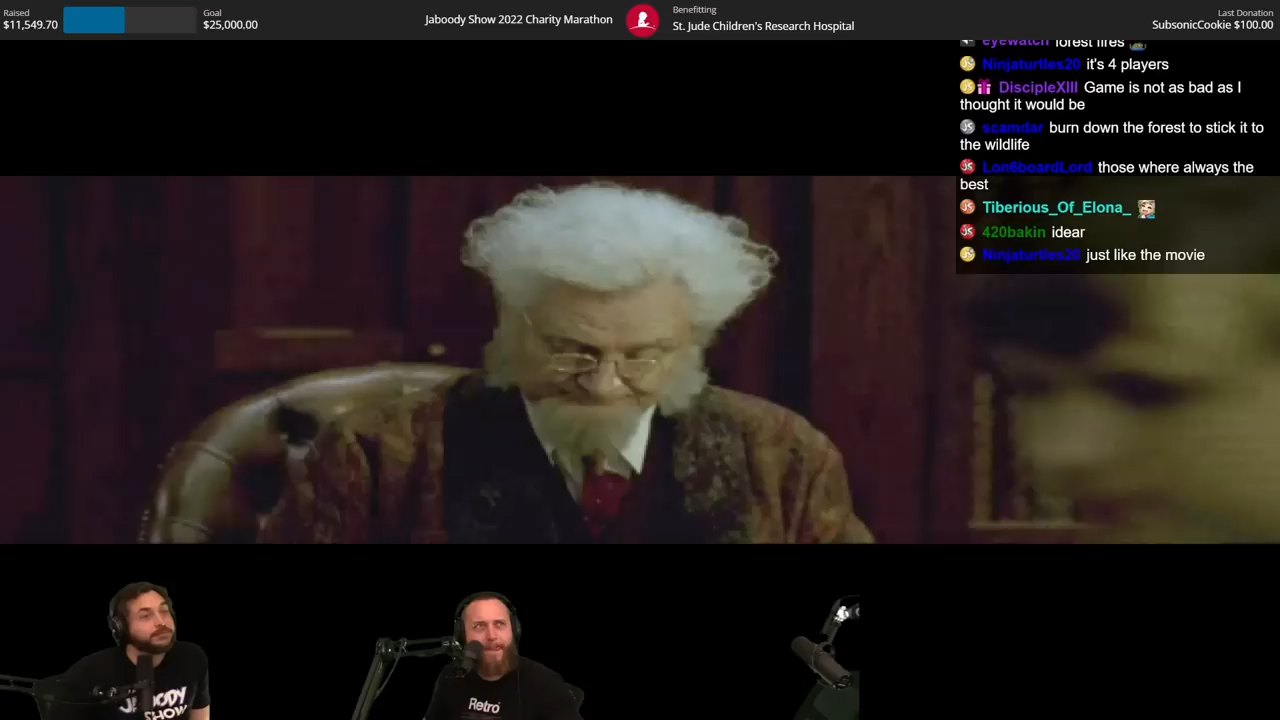 Raised
$11,549.70
Goal
$25,000.00
Jaboody Show 2022 Charity Marathon
Benefitting
St. Jude Children's Research Hospital
Last Donation
SubsonicCookie $100.00
eyewatch forest fires
Ninjaturtles20 it's 4 players
DiscipleXIII Game is not as bad as I
thought it would be
scamdar burn down the forest to stick it to
the wildlife
Lon6boardLord those where always the
best
Tiberious_Of_Elona_
420bakin idear
Ninjaturtles20 just like the movie
SHOW
Retro